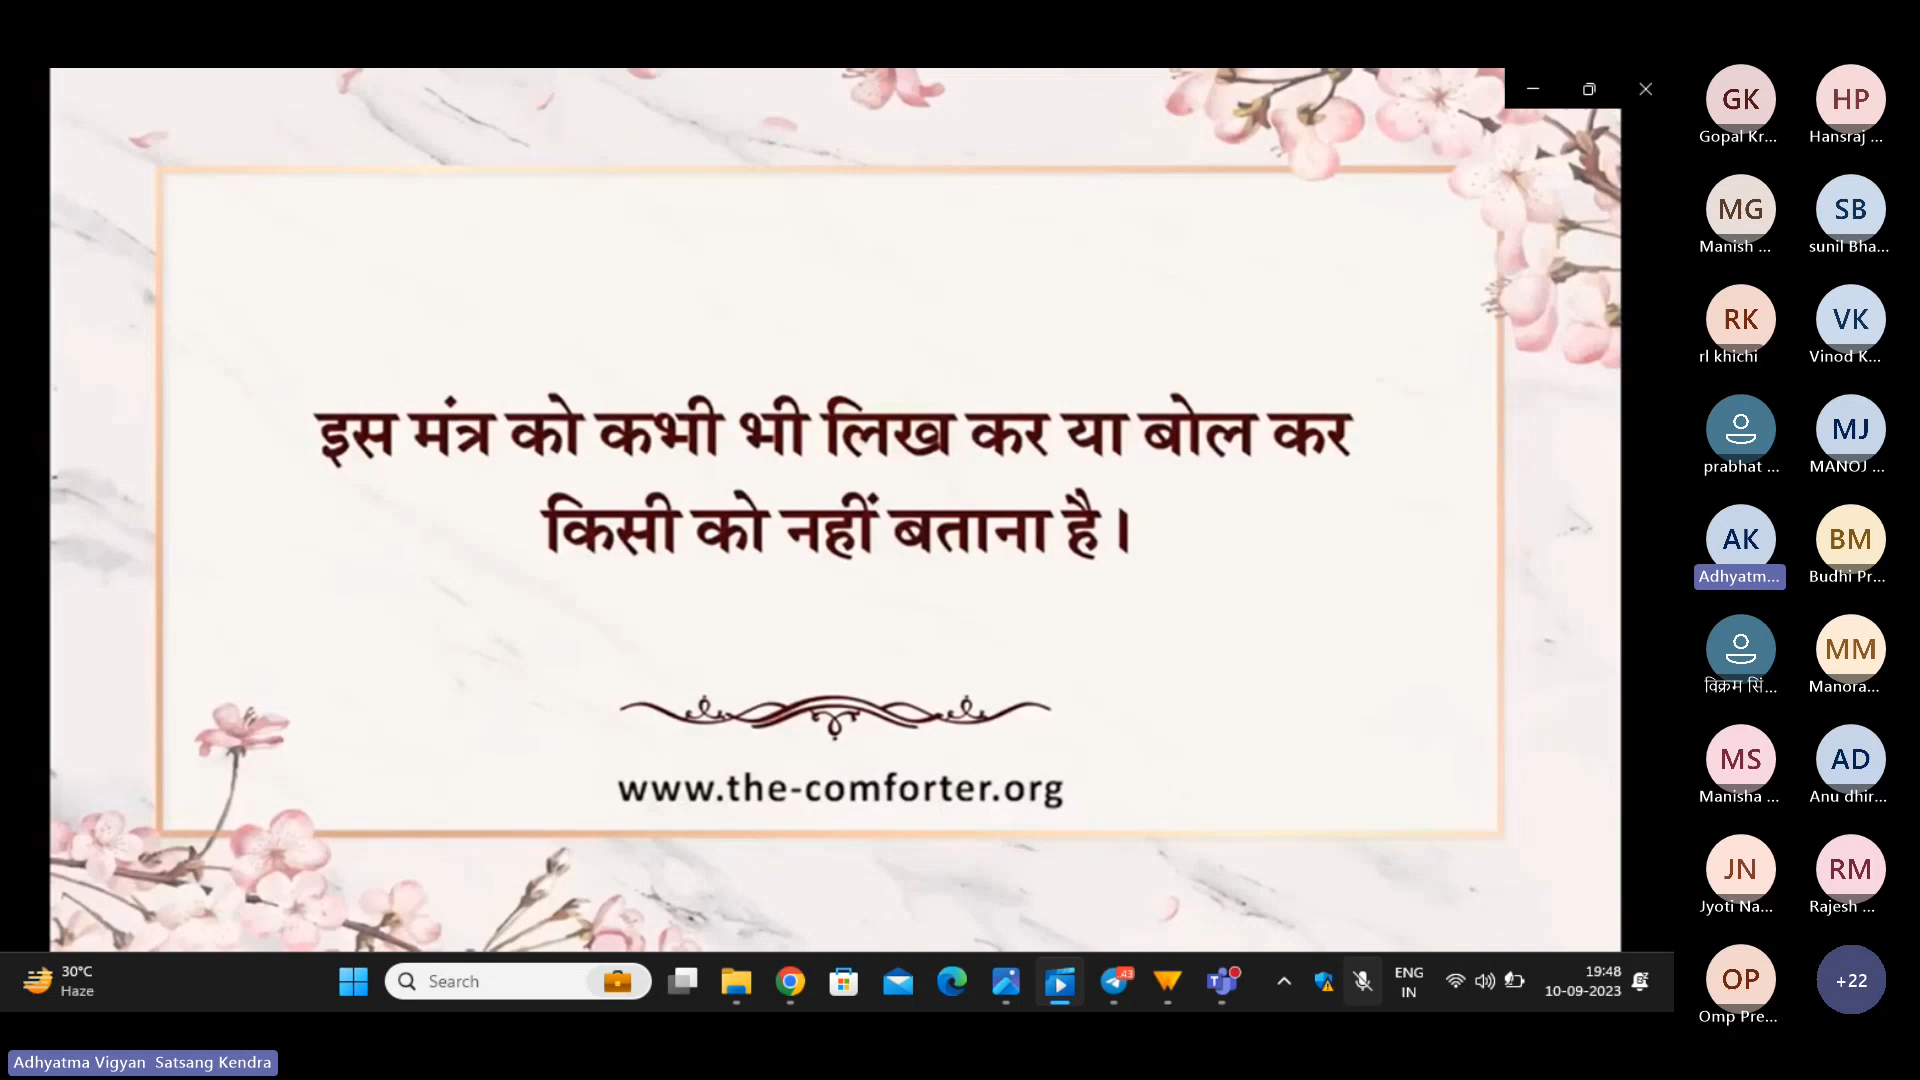 इस मंत्र को कभी भी लिख कर या बोल कर
किसी को नहीं बताना है।
www.the-comforter.org
GK
Gopal Kr...
HP
Hansraj ...
MG
Manish ...
SB
sunil Bha...
RK
rl khichi
VK
Vinod K...
prabhat ...
MJ
MANOJ ...
AK
Adhyatm...
BM
Budhi Pr...
विक्रम सिं...
MM
Manora...
MS
Manisha ...
AD
Anu dhir...
JN
Jyoti Na...
RM
Rajesh ...
OP
Omp Pre...
+22
30°C
Haze
Search
43
ENG
IN
19:48
10-09-2023
Adhyatma Vigyan Satsang Kendra